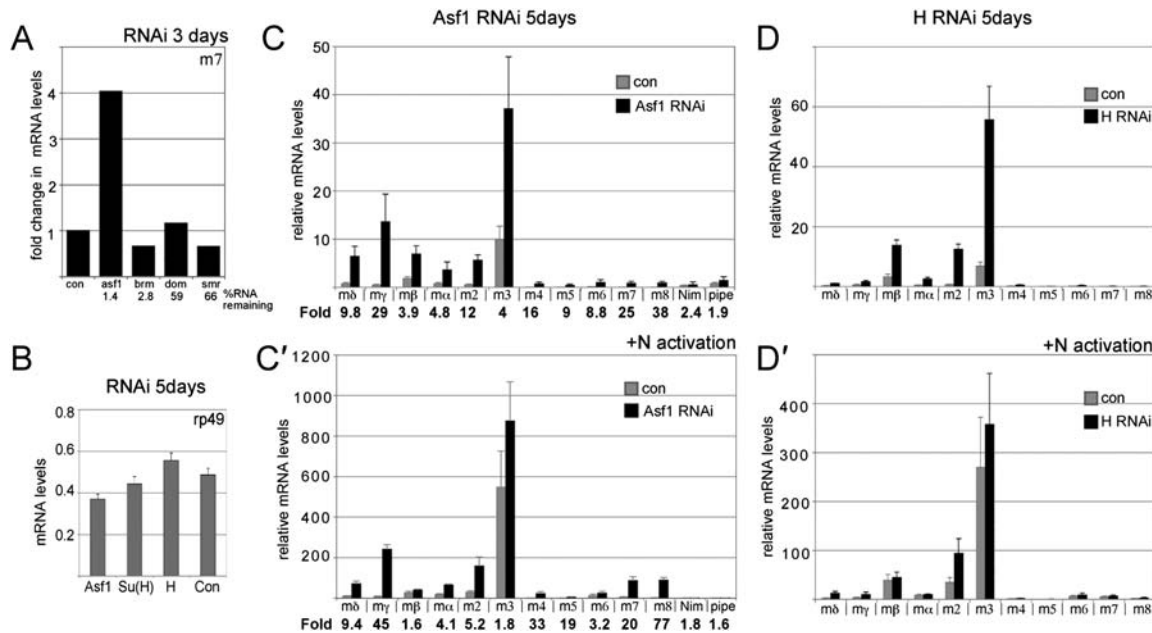 A
RNAi 3 days
m7
fold change in mRNA levels
4
3
2
1
0
con asf1 brm dom smr
1.4 2.8 59 66 %RNA remaining
B
RNAi 5days
rp49
mRNA levels
0.8
0.6
0.4
0.2
Asf1 Su(H) H Con
C
Asf1 RNAi 5days
relative mRNA levels
50
40
30
20
10
con
Asf1 RNAi
mδ mγ mβ mα m2 m3 m4 m5 m6 m7 m8 Nim pipe
Fold 9.8 29 3.9 4.8 12 4 16 9 8.8 25 38 2.4 1.9
C'
+N activation
relative mRNA levels
1200
1000
800
600
400
200
con
Asf1 RNAi
mδ mγ mβ mα m2 m3 m4 m5 m6 m7 m8 Nim pipe
Fold 9.4 45 1.6 4.1 5.2 1.8 33 19 3.2 20 77 1.8 1.6
D
H RNAi 5days
relative mRNA levels
60
40
20
con
H RNAi
mδ mγ mβ mα m2 m3 m4 m5 m6 m7 m8
D'
+N activation
relative mRNA levels
400
300
200
100
con
H RNAi
mδ mγ mβ mα m2 m3 m4 m5 m6 m7 m8